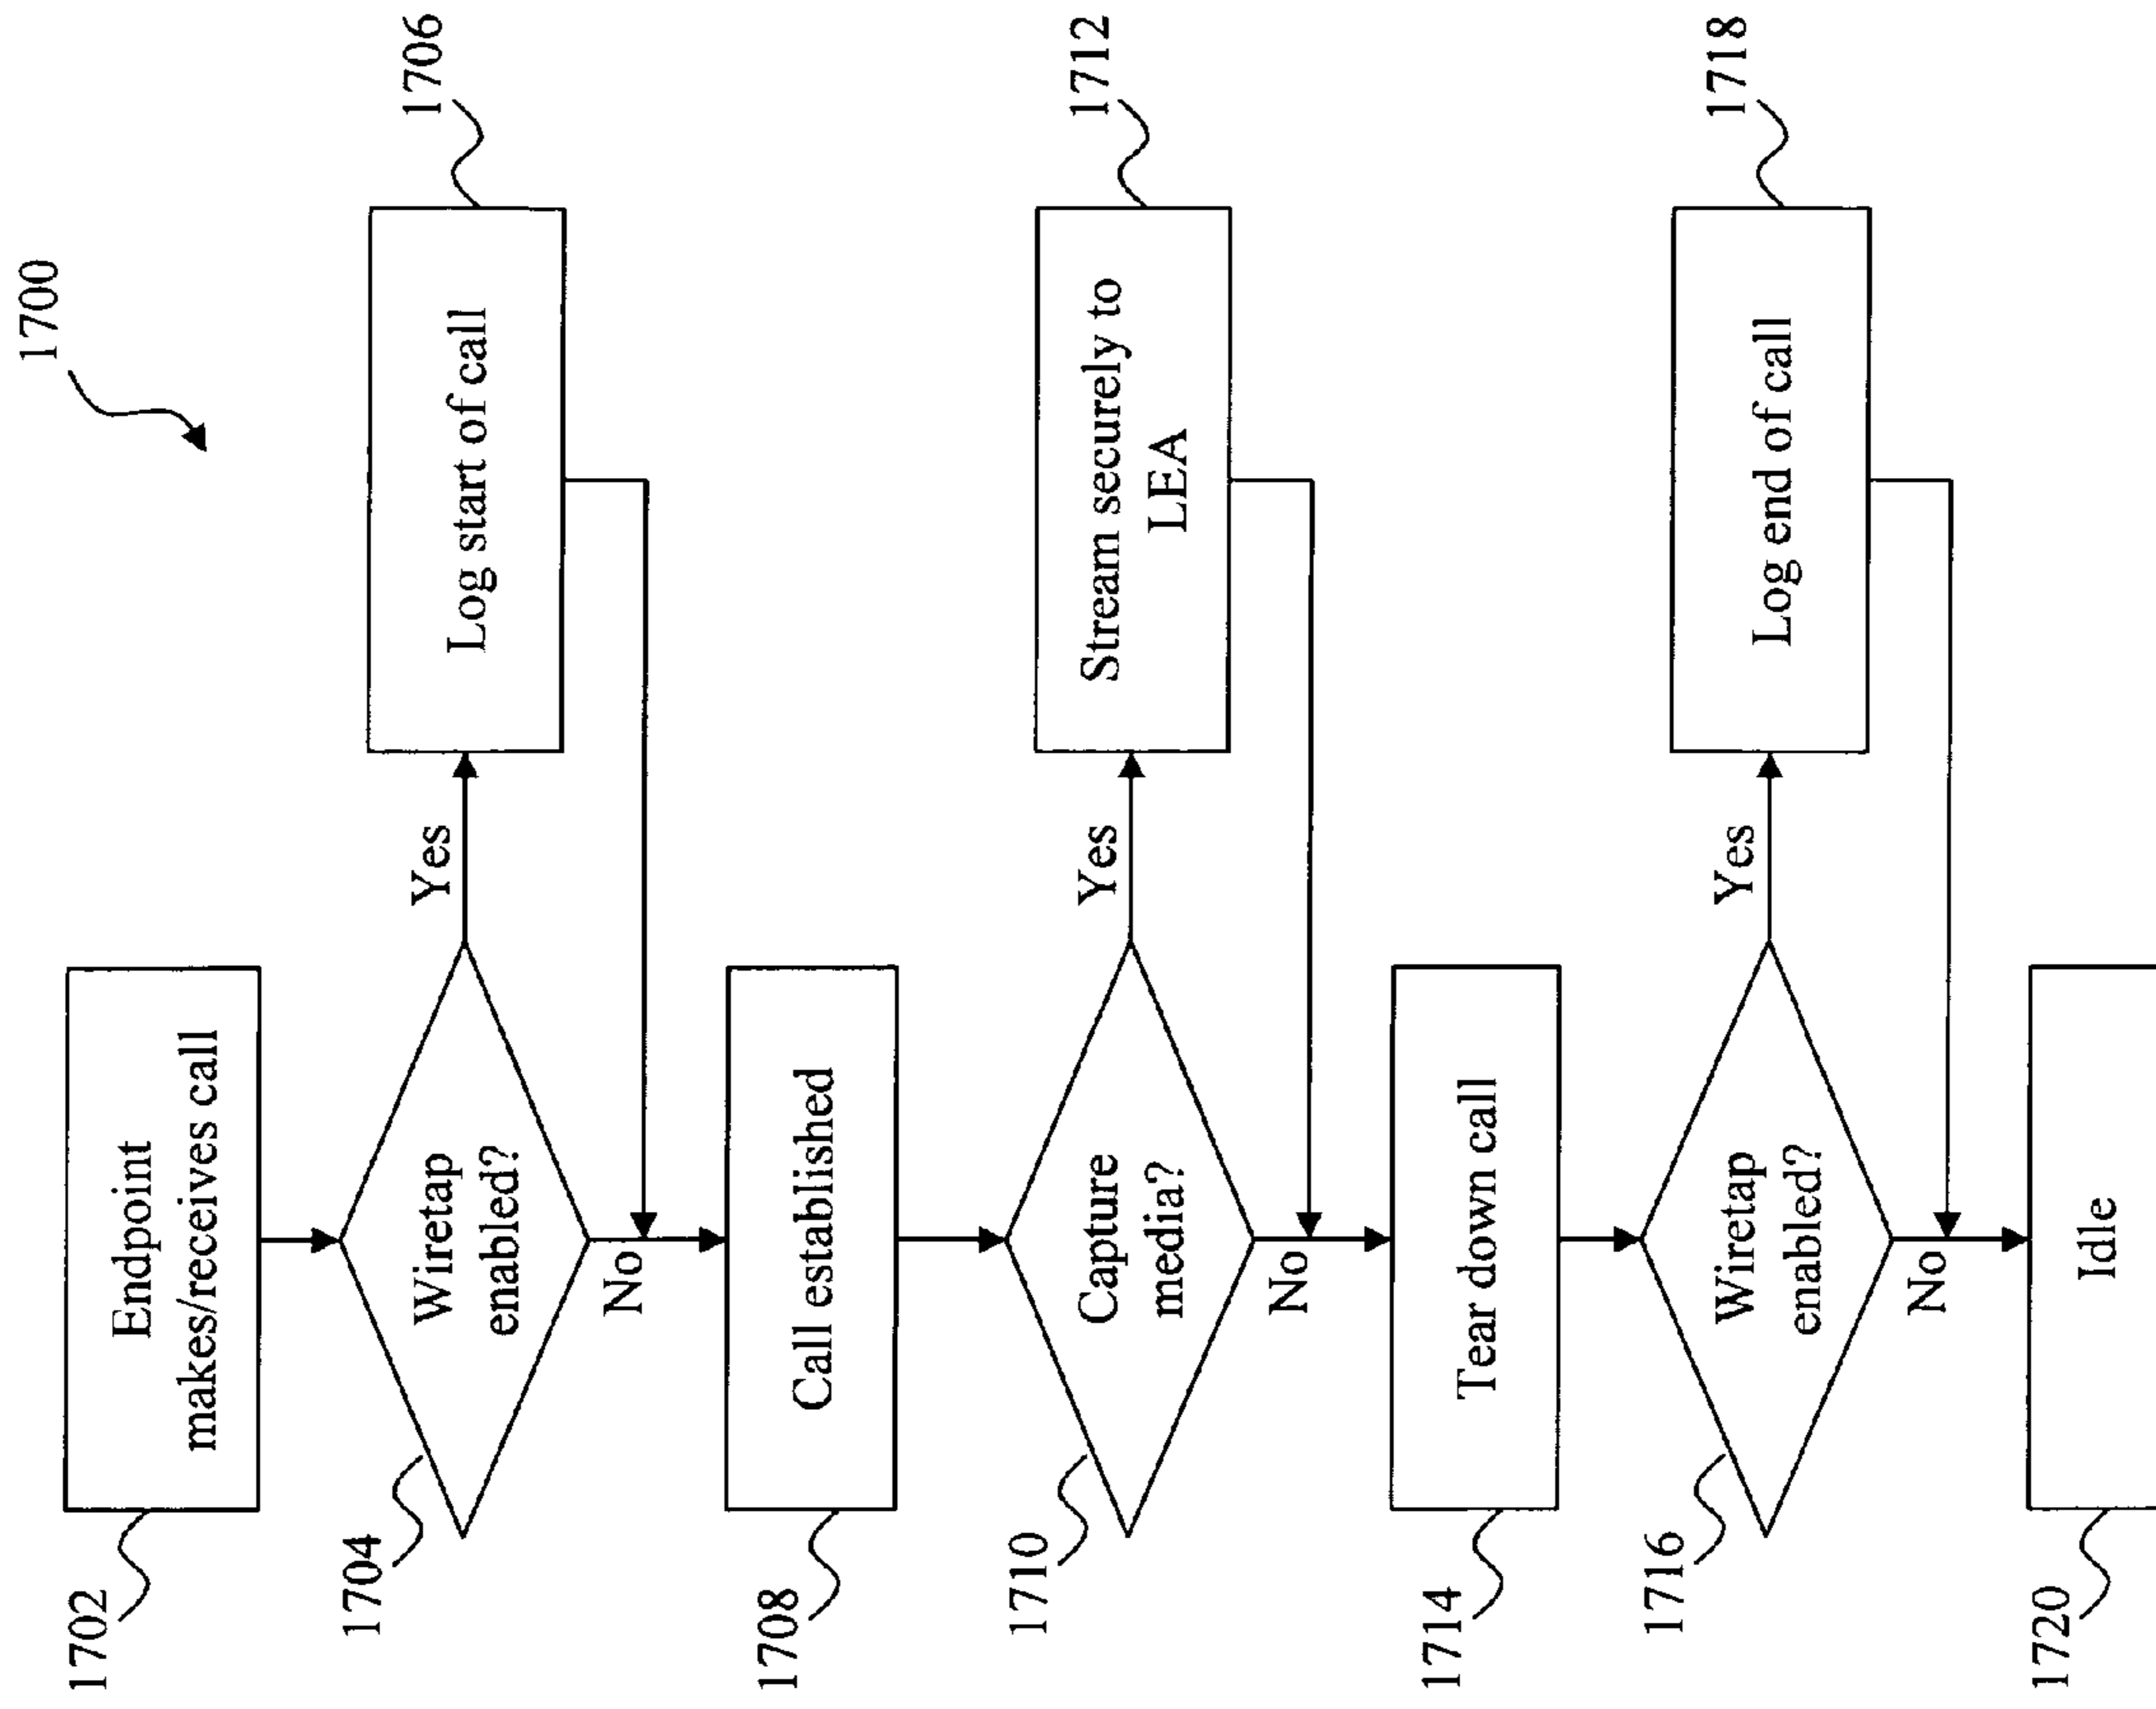 1700
1702
Endpoint
makes/receives call
1704
Wiretap
enabled?
Yes
Log start of call
1706
No
1708
Call established
1710
Capture
media?
Yes
Stream securely to
LEA
1712
No
1714
Tear down call
1716
Wiretap
enabled?
Yes
Log end of call
1718
No
1720
Idle